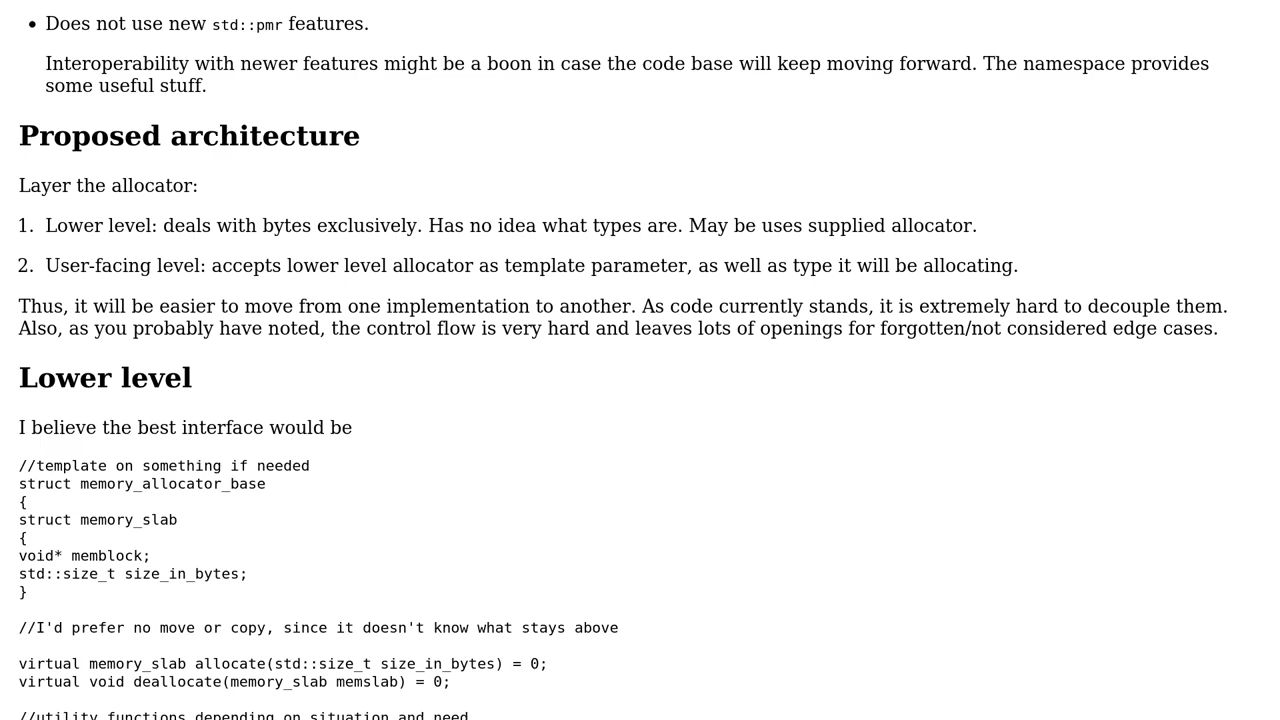 Does not use new std::pmr features.
Interoperability with newer features might be a boon in case the code base will keep moving forward. The namespace provides
some useful stuff.
Proposed architecture
Layer the allocator:
1. Lower level: deals with bytes exclusively. Has no idea what types are. May be uses supplied allocator.
2. User-facing level: accepts lower level allocator as template parameter, as well as type it will be allocating.
Thus, it will be easier to move from one implementation to another. As code currently stands, it is extremely hard to decouple them.
Also, as you probably have noted, the control flow is very hard and leaves lots of openings for forgotten/not considered edge cases.
Lower level
I believe the best interface would be
//template on something if needed
struct memory_allocator_base
{
struct memory_slab
{
void* memblock;
std::size_t size_in_bytes;
}
//I'd prefer no move or copy, since it doesn't know what stays above
virtual memory_slab allocate(std::size_t size_in_bytes) = 0;
virtual void deallocate(memory_slab memslab) = 0;
//utility functions depending on situation and need